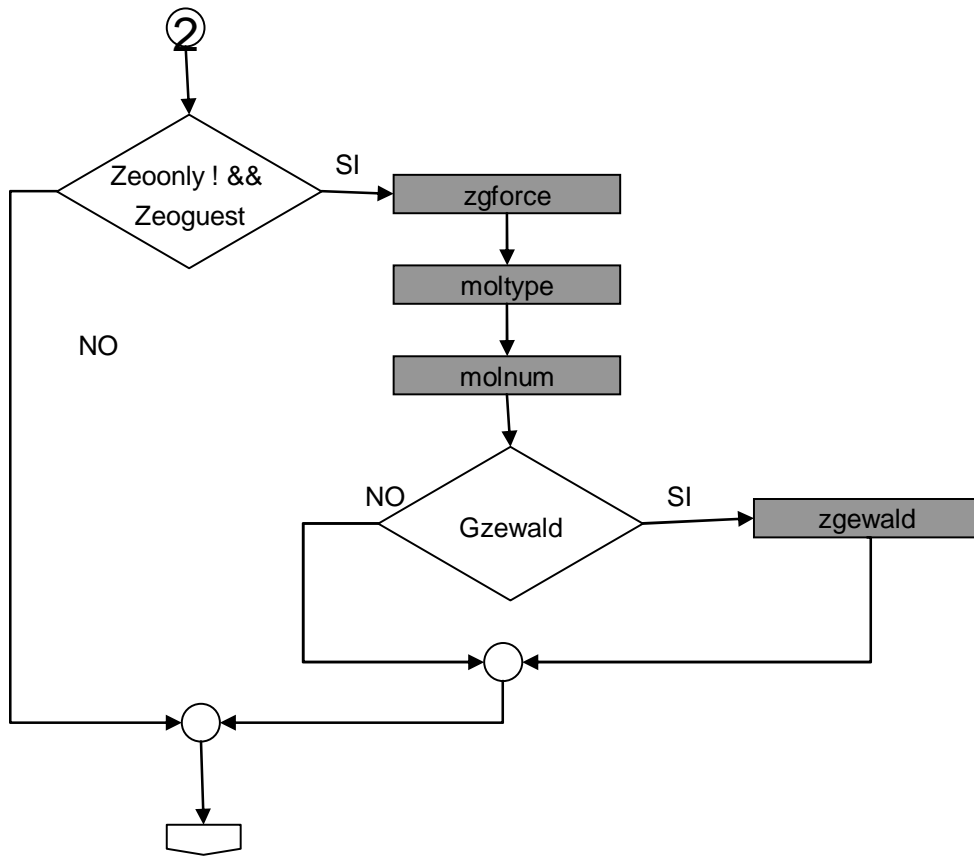 2
Zeoonly ! &&
Zeoguest
SI
zgforce
moltype
NO
molnum
NO
SI
Gzewald
zgewald